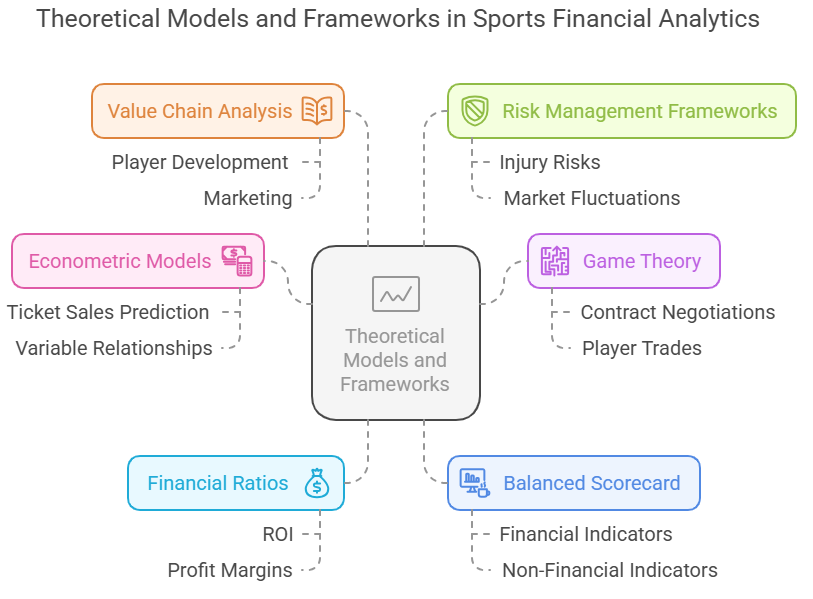 Theoretical Models and Frameworks in Sports Financial Analytics
Value Chain Analysis
Player Development
Marketing
Risk Management Frameworks
Injury Risks
Market Fluctuations
Econometric Models
Ticket Sales Prediction
Variable Relationships
Theoretical
Models and
Frameworks
Game Theory
Contract Negotiations
Player Trades
Financial Ratios
ROI
Profit Margins
Balanced Scorecard
Financial Indicators
Non-Financial Indicators